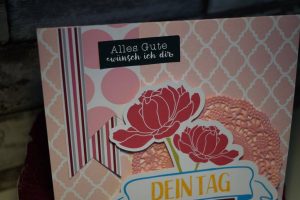 Alles Gute
wünsch ich dir
DEIN TAG